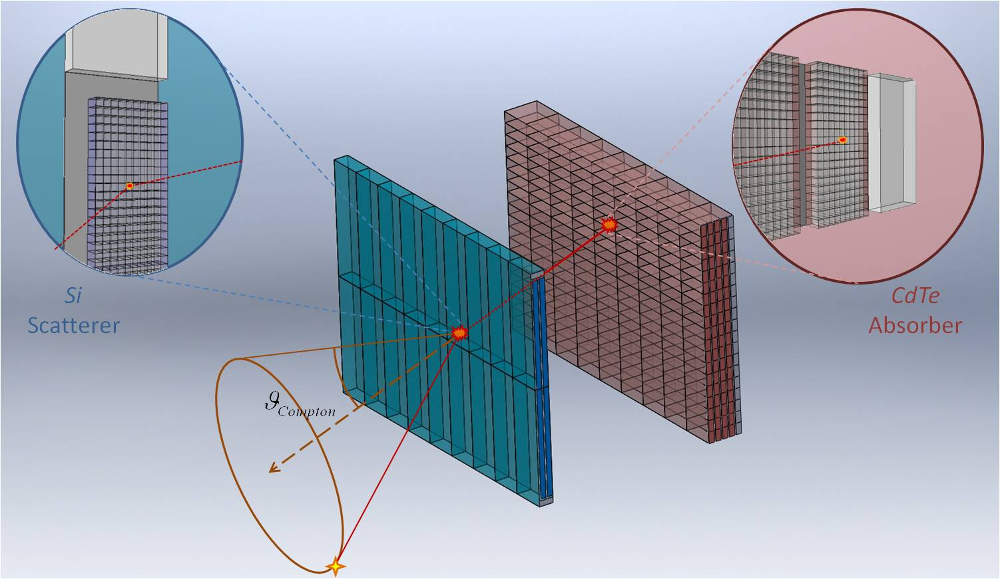 Si
Scatterer
CdTe
Absorber
ϑCompton